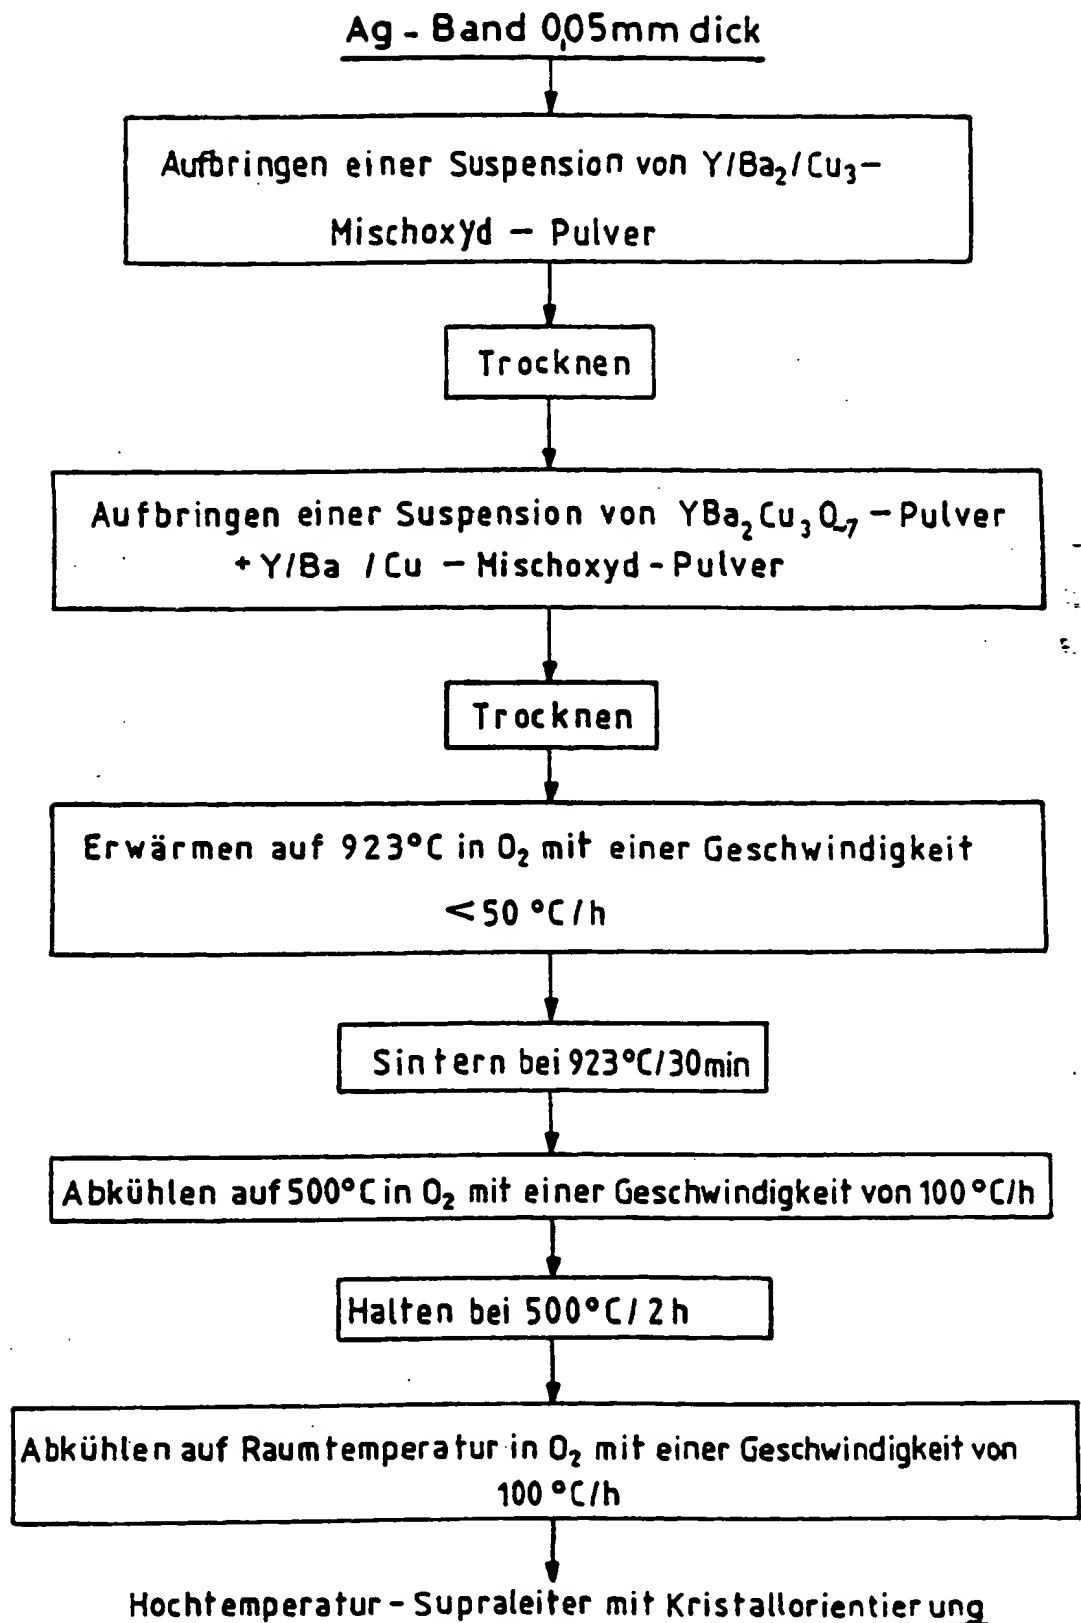 Ag - Band 0,05mm dick
Aufbringen einer Suspension von Y/Ba₂/Cu₃–
Mischoxyd – Pulver
Trocknen
Aufbringen einer Suspension von YBa₂Cu₃O~7 – Pulver
+ Y/Ba /Cu – Mischoxyd - Pulver
Trocknen
Erwärmen auf 923°C in O₂ mit einer Geschwindigkeit
<50 °C/h
Sintern bei 923°C/30min
Abkühlen auf 500°C in O₂ mit einer Geschwindigkeit von 100 °C/h
Halten bei 500°C/ 2h
Abkühlen auf Raumtemperatur in O₂ mit einer Geschwindigkeit von
100 °C/h
Hochtemperatur - Supraleiter mit Kristallorientierung